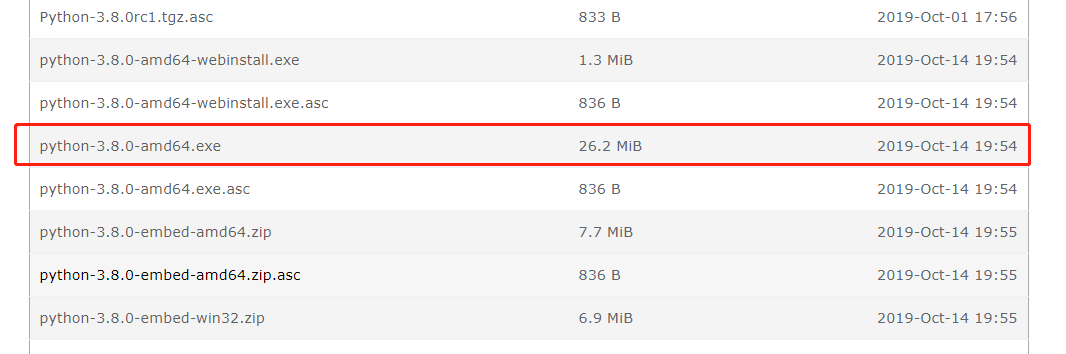 Python-3.8.0rc1.tgz.asc 833 B 2019-Oct-01 17:56
python-3.8.0-amd64-webinstall.exe 1.3 MiB 2019-Oct-14 19:54
python-3.8.0-amd64-webinstall.exe.asc 836 B 2019-Oct-14 19:54
python-3.8.0-amd64.exe 26.2 MiB 2019-Oct-14 19:54
python-3.8.0-amd64.exe.asc 836 B 2019-Oct-14 19:54
python-3.8.0-embed-amd64.zip 7.7 MiB 2019-Oct-14 19:55
python-3.8.0-embed-amd64.zip.asc 836 B 2019-Oct-14 19:55
python-3.8.0-embed-win32.zip 6.9 MiB 2019-Oct-14 19:55